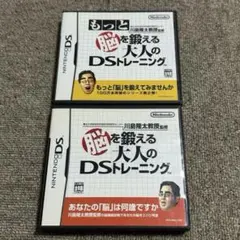 NINTENDO DS
Nintendo
もっと
川島隆太教授監修
脳を鍛える
大人の
DSトレーニング
もっと「脳」を鍛えてみませんか
NINTENDO DS
Nintendo
川島隆太教授監修
脳を鍛える
大人の
DSトレーニング
あなたの「脳」は何歳ですか